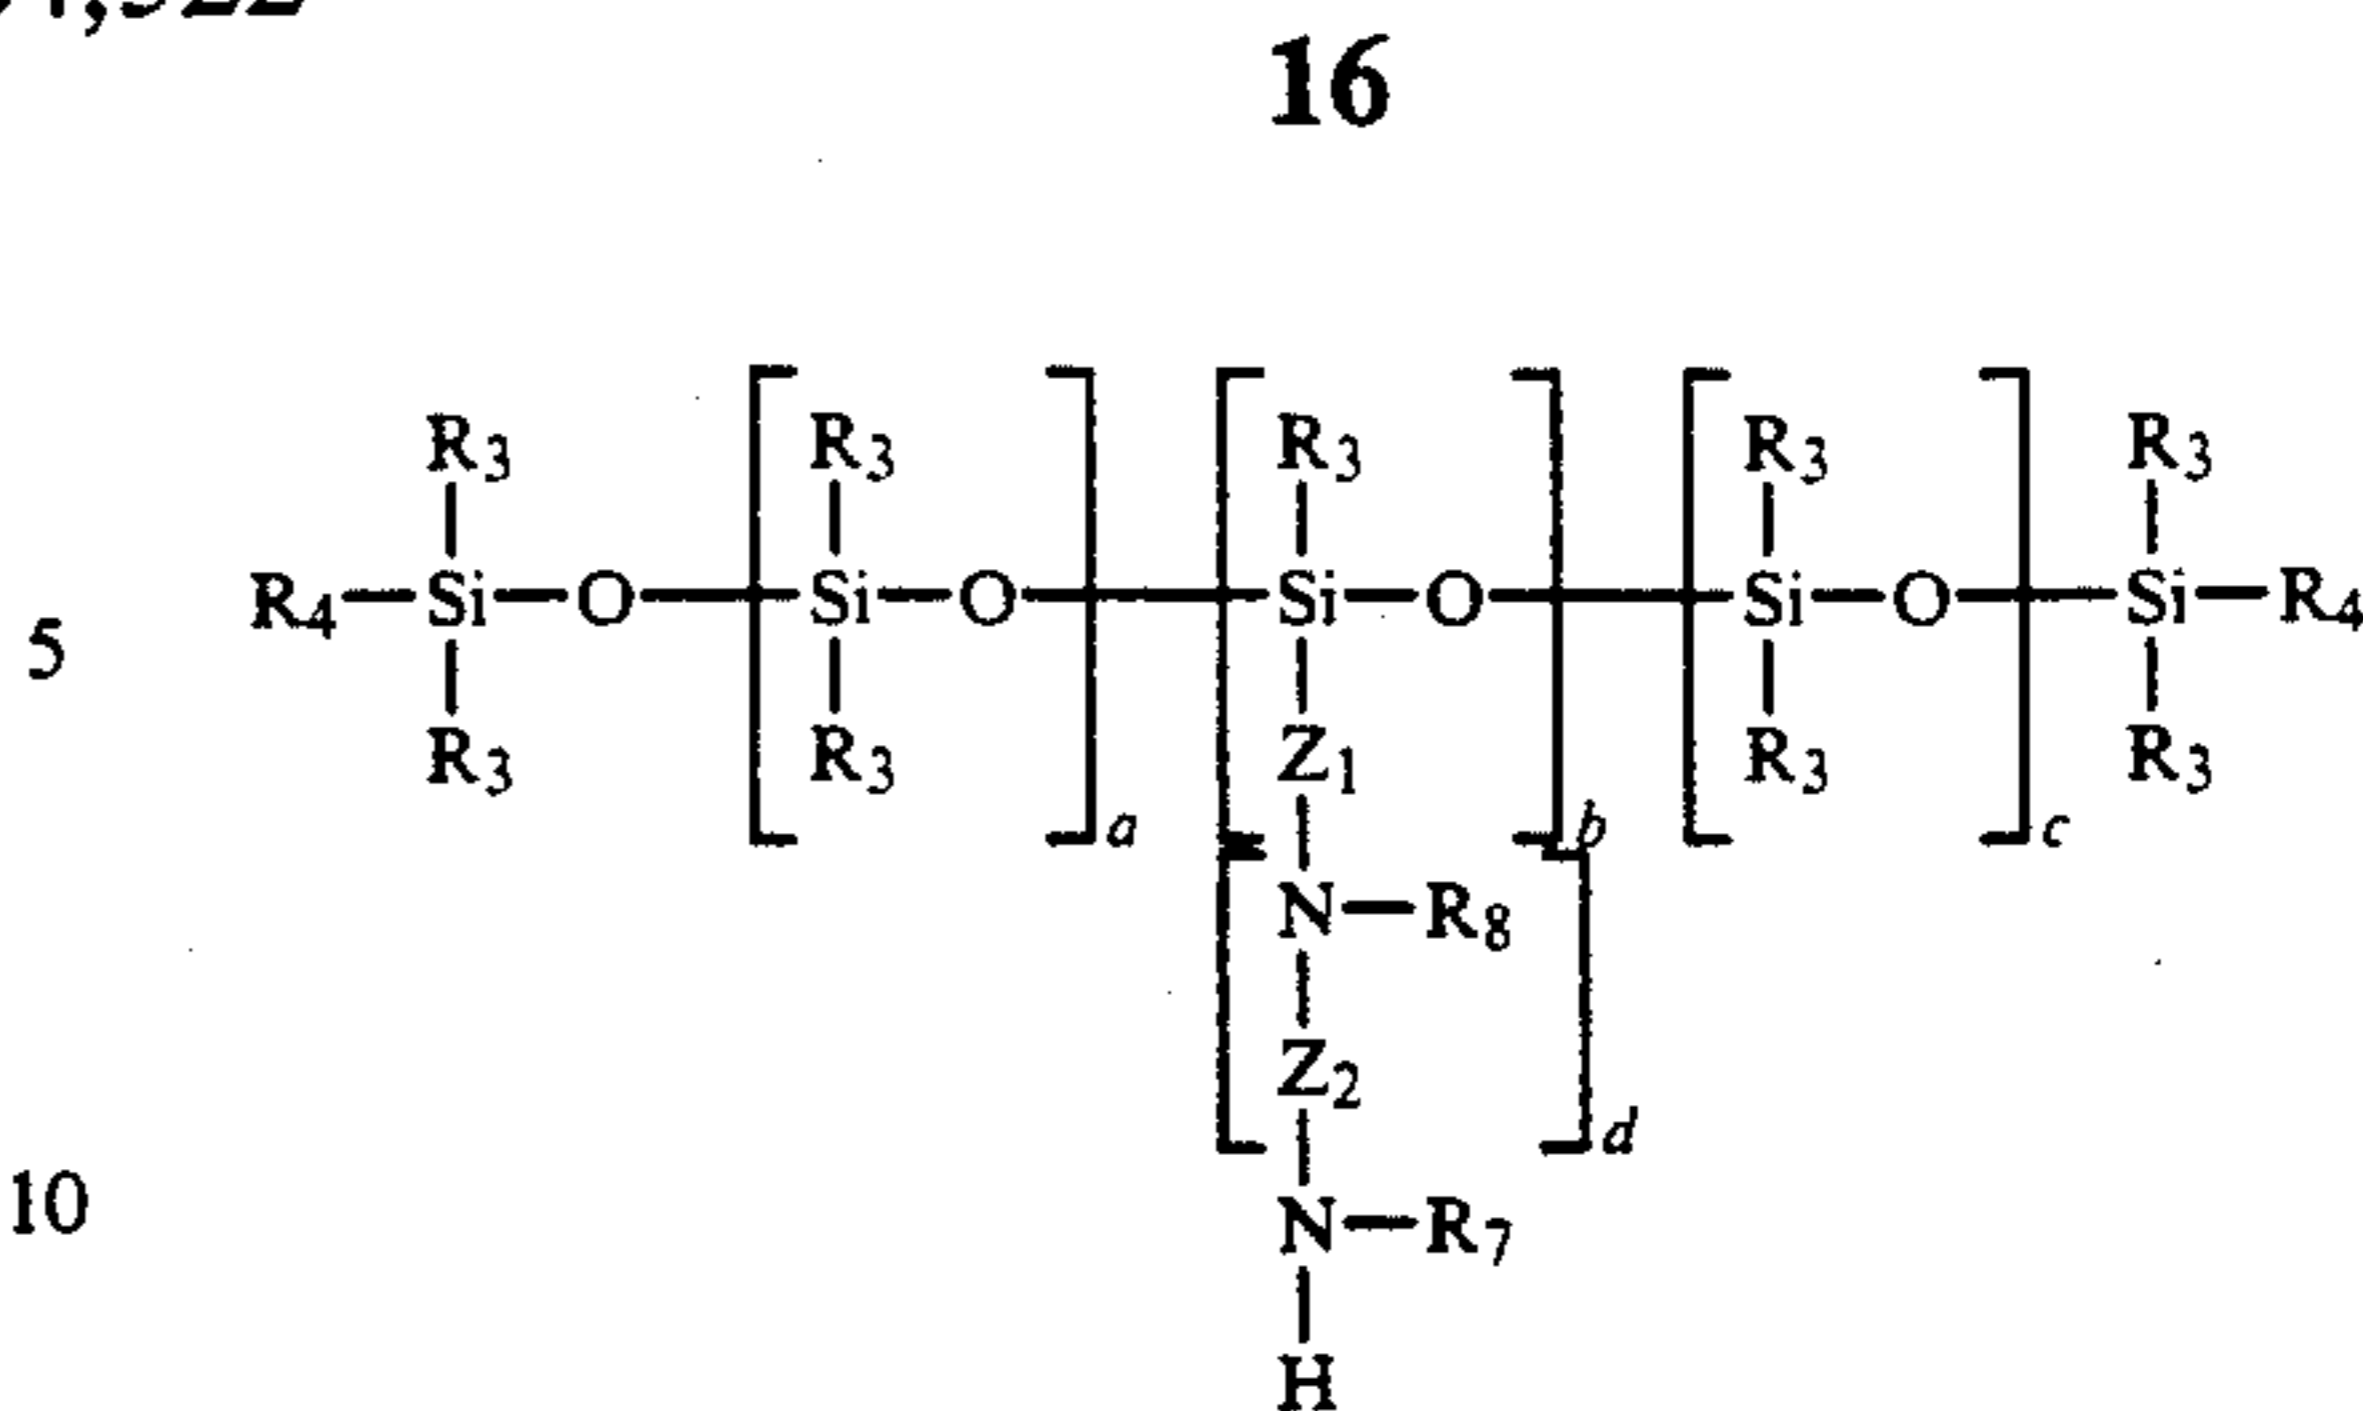 16
R3 R3 R3 R3 R3
5 R4—Si—O—[Si—O]a—[Si—O]b—[Si—O]c—Si—R4
R3 R3 Z1 R3 R3
N—R8
Z2
d
10 N—R7
H